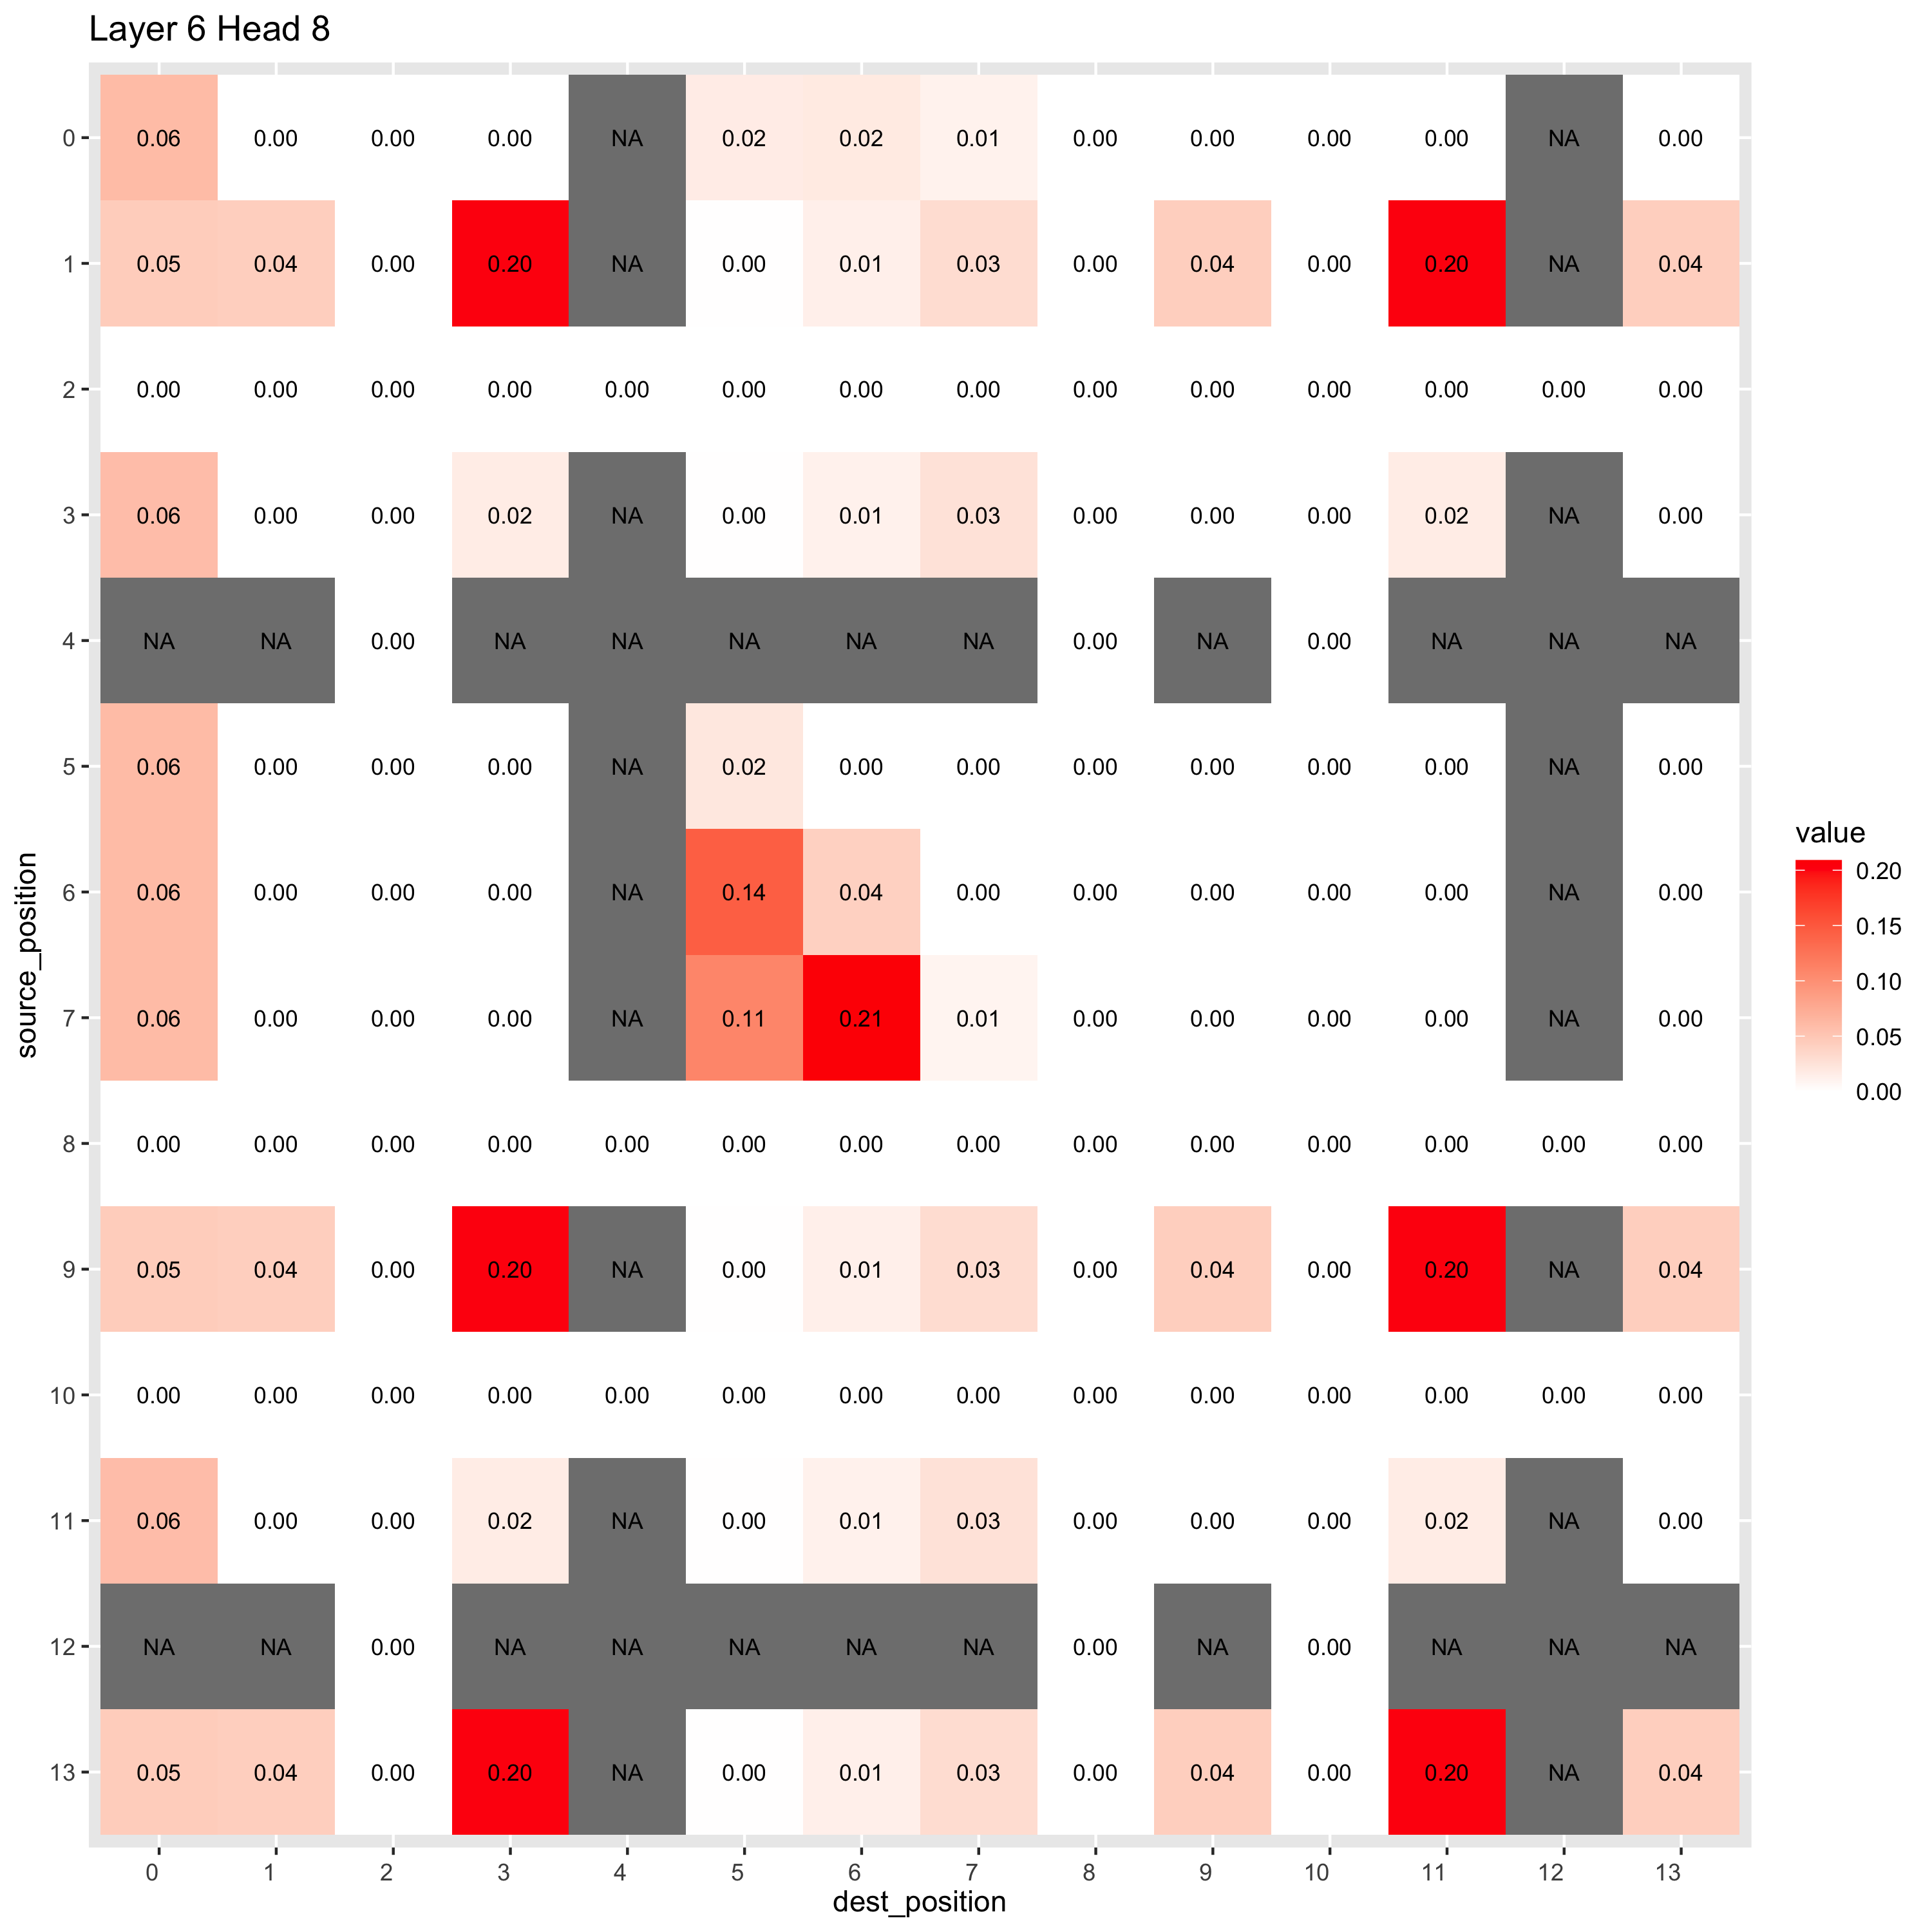 Layer 6 Head 8
0 0.06 0.00 0.00 0.00 NA 0.02 0.02 0.01 0.00 0.00 0.00 0.00 NA 0.00
1 0.05 0.04 0.00 0.20 NA 0.00 0.01 0.03 0.00 0.04 0.00 0.20 NA 0.04
2 0.00 0.00 0.00 0.00 0.00 0.00 0.00 0.00 0.00 0.00 0.00 0.00 0.00 0.00
3 0.06 0.00 0.00 0.02 NA 0.00 0.01 0.03 0.00 0.00 0.00 0.02 NA 0.00
4 NA NA 0.00 NA NA NA NA NA 0.00 NA 0.00 NA NA NA
5 0.06 0.00 0.00 0.00 NA 0.02 0.00 0.00 0.00 0.00 0.00 0.00 NA 0.00
6 0.06 0.00 0.00 0.00 NA 0.14 0.04 0.00 0.00 0.00 0.00 0.00 NA 0.00
7 0.06 0.00 0.00 0.00 NA 0.11 0.21 0.01 0.00 0.00 0.00 0.00 NA 0.00
8 0.00 0.00 0.00 0.00 0.00 0.00 0.00 0.00 0.00 0.00 0.00 0.00 0.00 0.00
9 0.05 0.04 0.00 0.20 NA 0.00 0.01 0.03 0.00 0.04 0.00 0.20 NA 0.04
10 0.00 0.00 0.00 0.00 0.00 0.00 0.00 0.00 0.00 0.00 0.00 0.00 0.00 0.00
11 0.06 0.00 0.00 0.02 NA 0.00 0.01 0.03 0.00 0.00 0.00 0.02 NA 0.00
12 NA NA 0.00 NA NA NA NA NA 0.00 NA 0.00 NA NA NA
13 0.05 0.04 0.00 0.20 NA 0.00 0.01 0.03 0.00 0.04 0.00 0.20 NA 0.04
0 1 2 3 4 5 6 7 8 9 10 11 12 13
dest_position
source_position
value
0.20
0.15
0.10
0.05
0.00